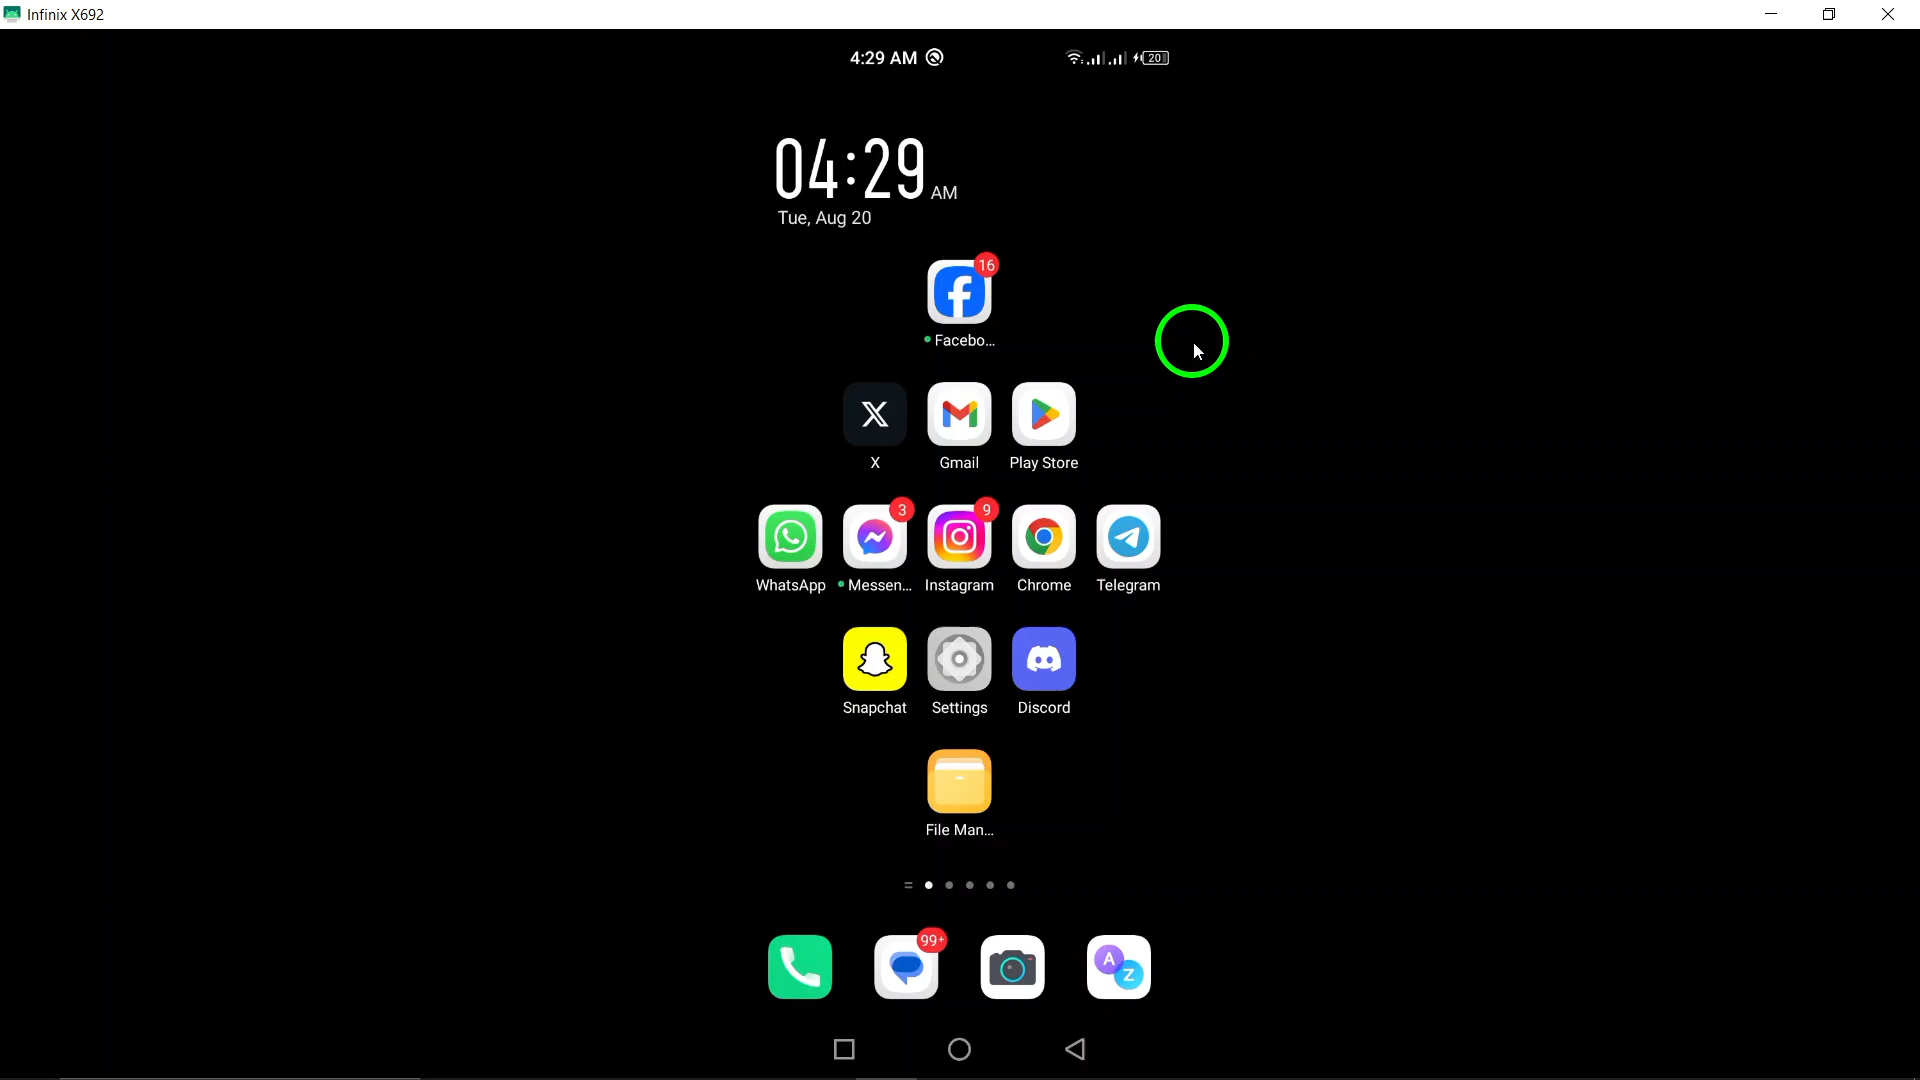 Infinix X692
4:29 AM 20
04:29 AM
Tue, Aug 20
16
Facebo...
X Gmail Play Store
3 9
WhatsApp Messen... Instagram Chrome Telegram
Snapchat Settings Discord
File Man...
99+
A Z